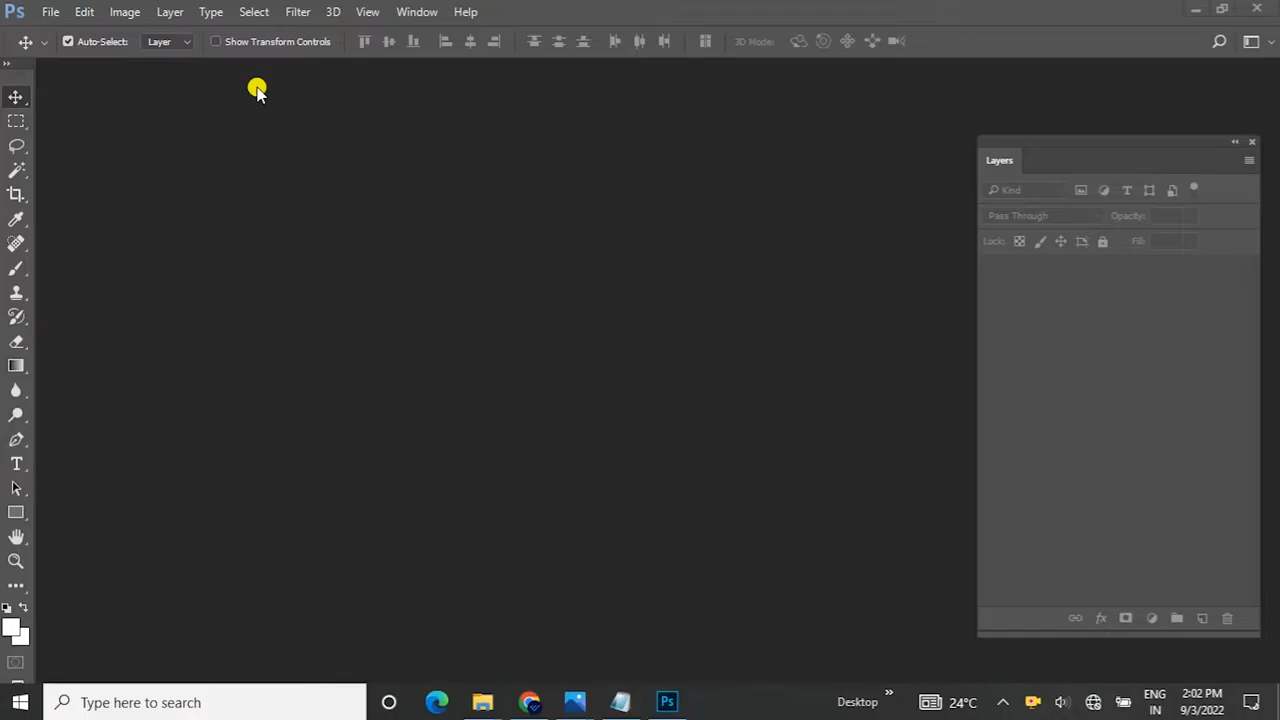 Ps File Edit Image Layer Type Select Filter 3D View Window Help
Auto-Select: Layer Show Transform Controls 3D Mode:
Layers
Kind
Pass Through Opacity:
Lock: Fill:
Type here to search
Ps
Desktop
24°C
ENG
IN
2:02 PM
9/3/2022